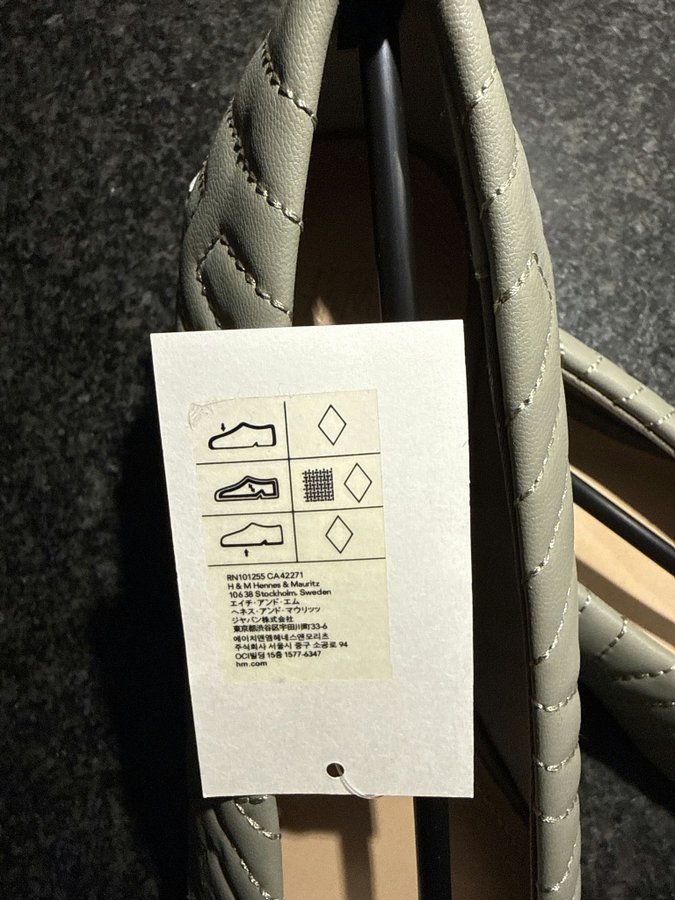 RN101255 CA42271
H & M Hennes & Mauritz
106 38 Stockholm, Sweden
エイチ・アンド・エム
ヘネス・アンド・マウリッツ
ジャパン株式会社
東京都渋谷区宇田川町33-6
에이치앤엠헤네스앤모리츠
주식회사 서울시 중구 소공로 94
OCI빌딩 15층 1577-6347
hm.com